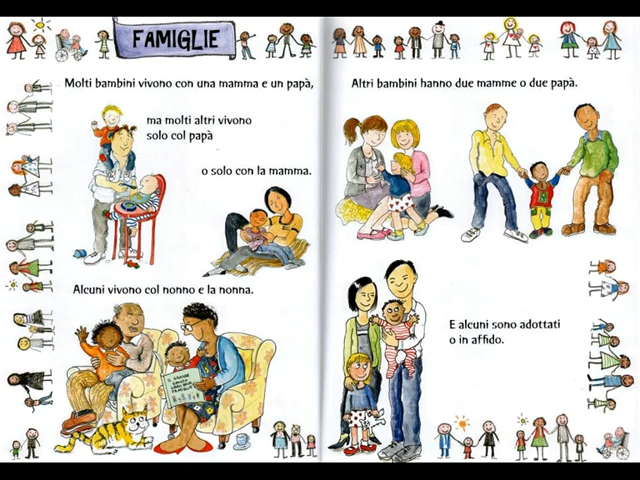 FAMIGLIE
Molti bambini vivono con una mamma e un papà,
ma molti altri vivono
solo col papà
o solo con la mamma.
Alcuni vivono col nonno e la nonna.
IL GRANDE
Altri bambini hanno due mamme o due papà.
E alcuni sono adottati
o in affido.